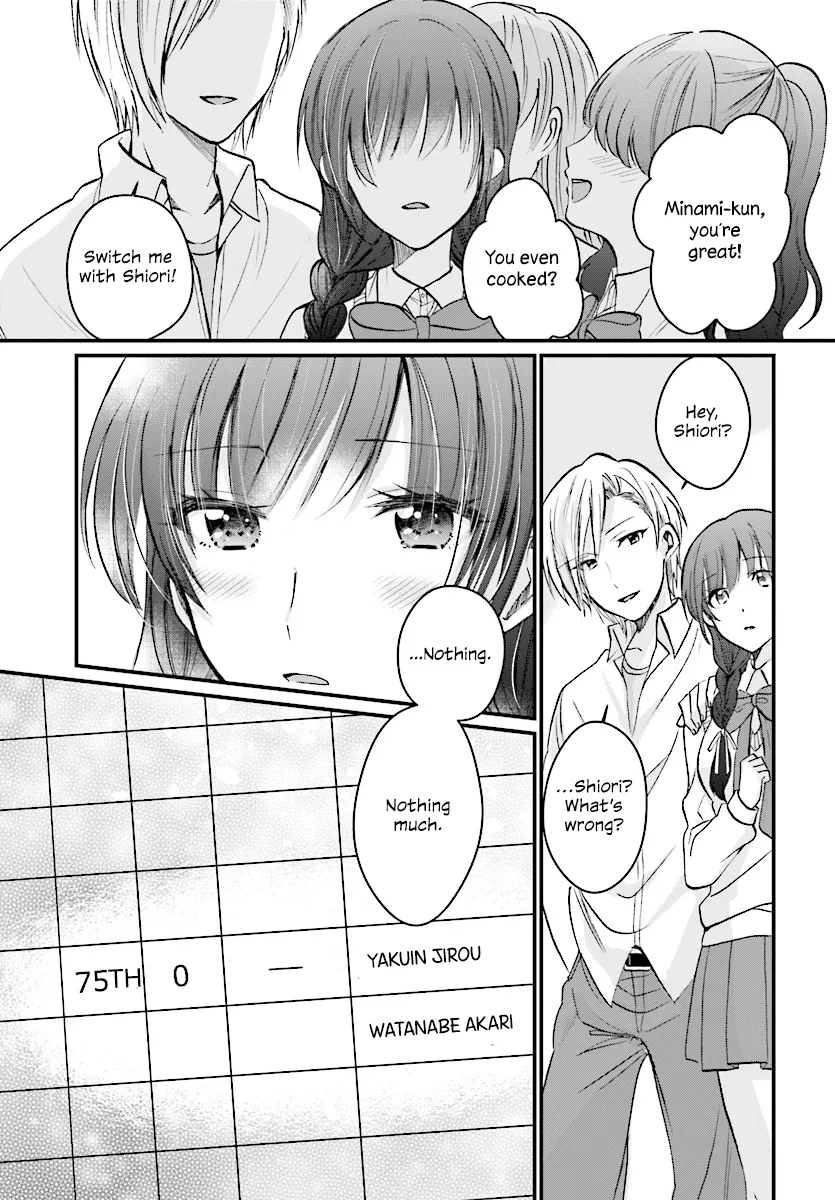 Minami-kun,
you're
great!
You even
cooked?
Switch me
with Shiori!
Hey,
Shiori?
...Shiori?
What's
wrong?
...Nothing.
Nothing
much.
75TH 0 — YAKUIN JIROU
WATANABE AKARI